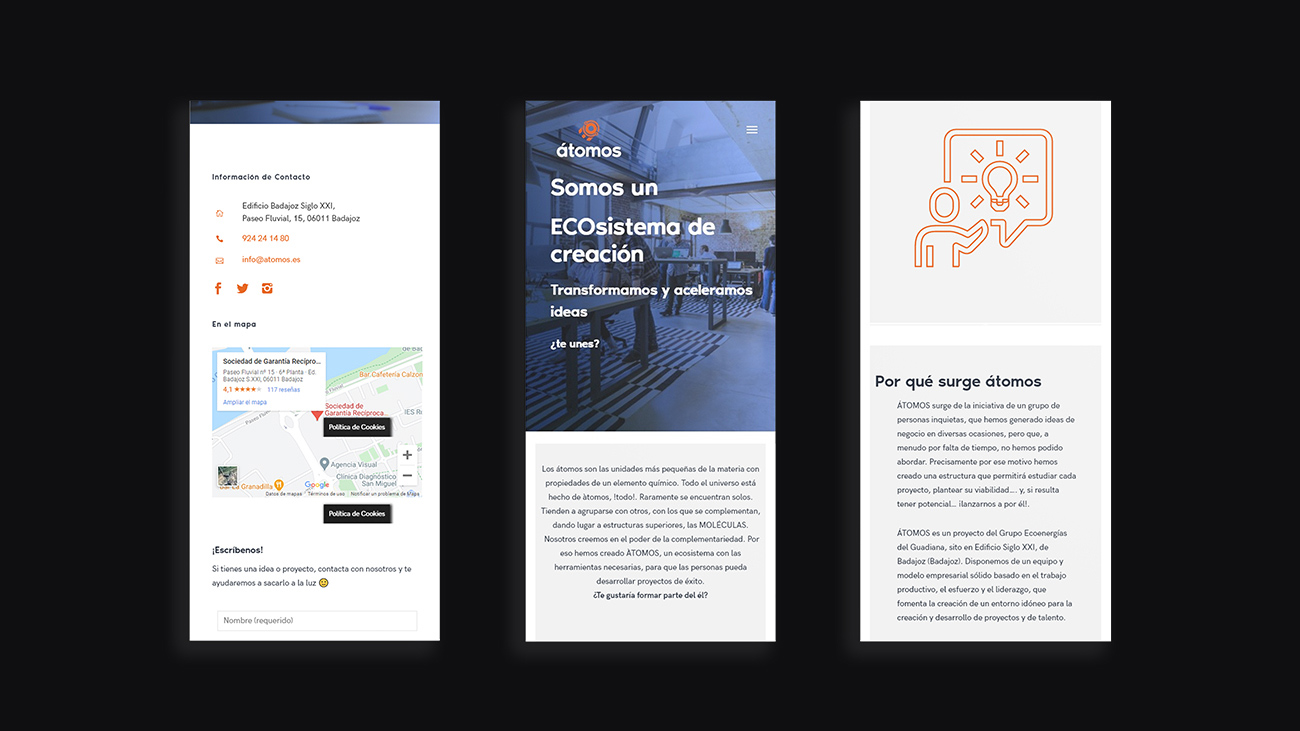 Información de Contacto
Edificio Badajoz Siglo XXI,
Paseo Fluvial, 15, 06011 Badajoz
924 24 14 80
info@atomos.es
En el mapa
Sociedad de Garantía Recípro...
Paseo Fluvial nº 15 - 6ª Planta - Ed.
Badajoz S.XXI, 06011 Badajoz
4,1 ★★★★★ 117 reseñas
Ampliar el mapa
Bar Cafetería Calzon
Sociedad de
Garantía Recíproca...
IES R
Paseo Fluvial
Política de Cookies
Agencia Visual
Clínica Diagnóstico
San Miguel
Bar La Granadilla
Google
Datos de mapas Términos de uso Notificar un problema de Maps
Política de Cookies
¡Escríbenos!
Si tienes una idea o proyecto, contacta con nosotros y te
ayudaremos a sacarlo a la luz 🙂
Nombre (requerido)
átomos
Somos un
ECOsistema de
creación
Transformamos y aceleramos
ideas
¿te unes?
Los átomos son las unidades más pequeñas de la materia con
propiedades de un elemento químico. Todo el universo está
hecho de àtomos, !todo!. Raramente se encuentran solos.
Tienden a agruparse con otros, con los que se complementan,
dando lugar a estructuras superiores, las MOLÉCULAS.
Nosotros creemos en el poder de la complementariedad. Por
eso hemos creado ÀTOMOS, un ecosistema con las
herramientas necesarias, para que las personas pueda
desarrollar proyectos de éxito.
¿Te gustaría formar parte del él?
Por qué surge átomos
ÁTOMOS surge de la iniciativa de un grupo de
personas inquietas, que hemos generado ideas de
negocio en diversas ocasiones, pero que, a
menudo por falta de tiempo, no hemos podido
abordar. Precisamente por ese motivo hemos
creado una estructura que permitirá estudiar cada
proyecto, plantear su viabilidad…. y, si resulta
tener potencial… ¡lanzarnos a por él!.
ÁTOMOS es un proyecto del Grupo Ecoenergías
del Guadiana, sito en Edificio Siglo XXI, de
Badajoz (Badajoz). Disponemos de un equipo y
modelo empresarial sólido basado en el trabajo
productivo, el esfuerzo y el liderazgo, que
fomenta la creación de un entorno idóneo para la
creación y desarrollo de proyectos y de talento.